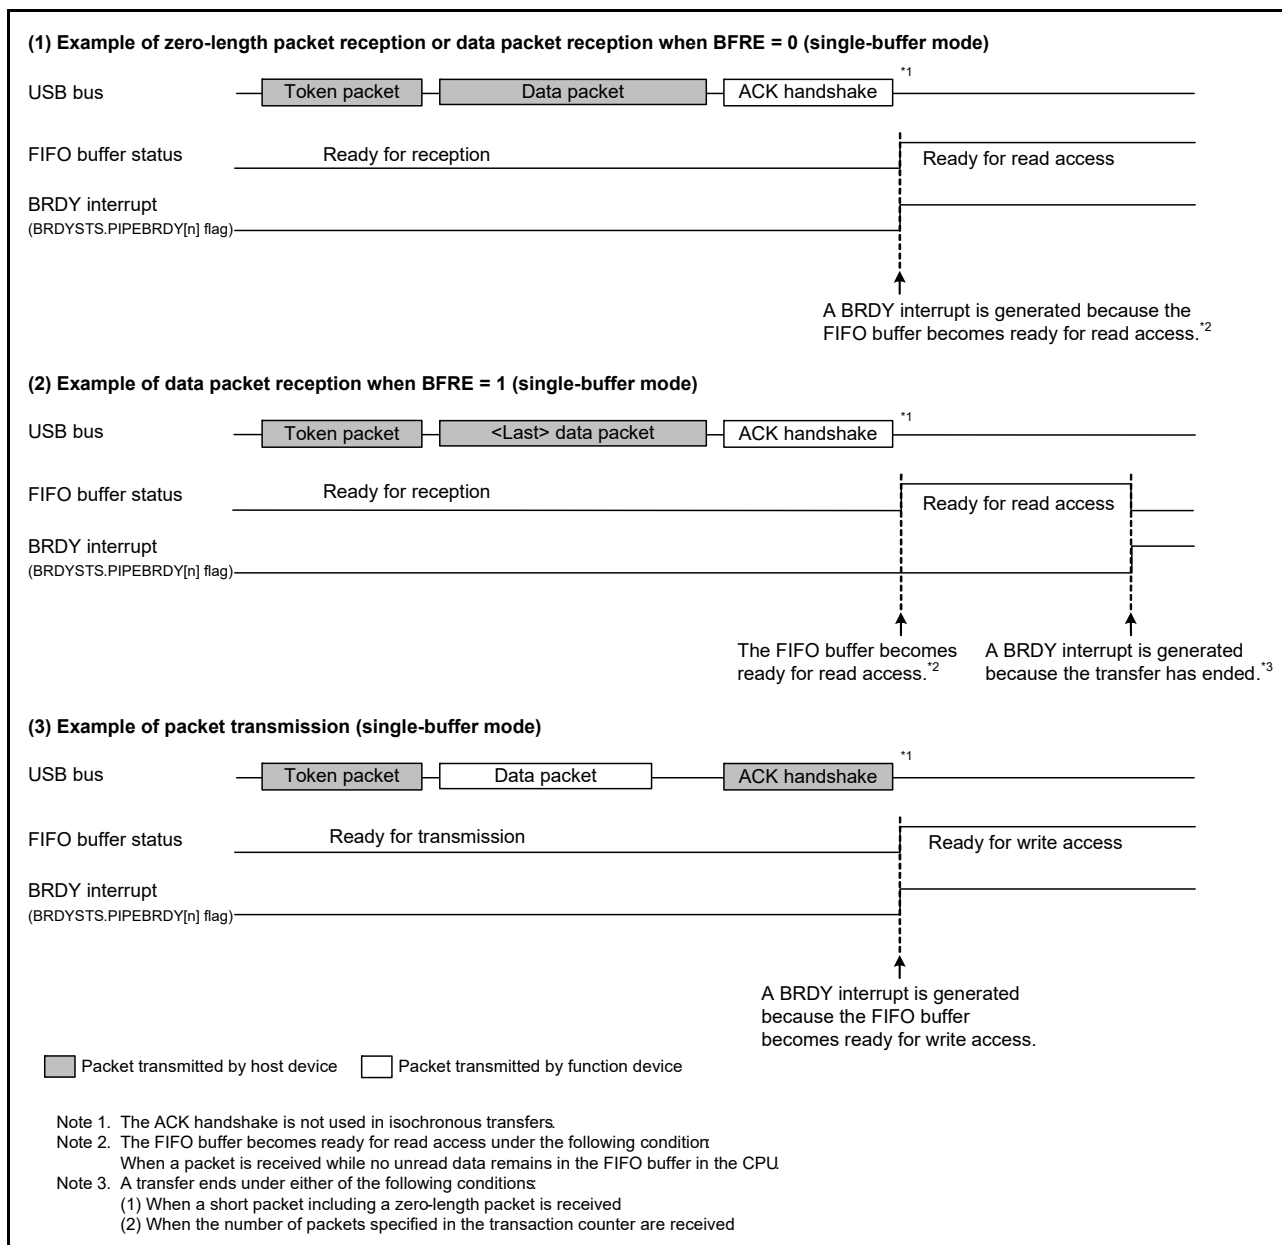 (1) Example of zero-length packet reception or data packet reception when BFRE = 0 (single-buffer mode)
USB bus
Token packet
Data packet
ACK handshake
*1
FIFO buffer status
Ready for reception
Ready for read access
BRDY interrupt
(BRDYSTS.PIPEBRDY[n] flag)
A BRDY interrupt is generated because the
FIFO buffer becomes ready for read access.*2
(2) Example of data packet reception when BFRE = 1 (single-buffer mode)
USB bus
Token packet
<Last> data packet
ACK handshake
*1
FIFO buffer status
Ready for reception
Ready for read access
BRDY interrupt
(BRDYSTS.PIPEBRDY[n] flag)
The FIFO buffer becomes
ready for read access.*2
A BRDY interrupt is generated
because the transfer has ended.*3
(3) Example of packet transmission (single-buffer mode)
USB bus
Token packet
Data packet
ACK handshake
*1
FIFO buffer status
Ready for transmission
Ready for write access
BRDY interrupt
(BRDYSTS.PIPEBRDY[n] flag)
A BRDY interrupt is generated
because the FIFO buffer
becomes ready for write access.
Packet transmitted by host device
Packet transmitted by function device
Note 1. The ACK handshake is not used in isochronous transfers.
Note 2. The FIFO buffer becomes ready for read access under the following condition:
When a packet is received while no unread data remains in the FIFO buffer in the CPU.
Note 3. A transfer ends under either of the following conditions:
(1) When a short packet including a zero-length packet is received
(2) When the number of packets specified in the transaction counter are received